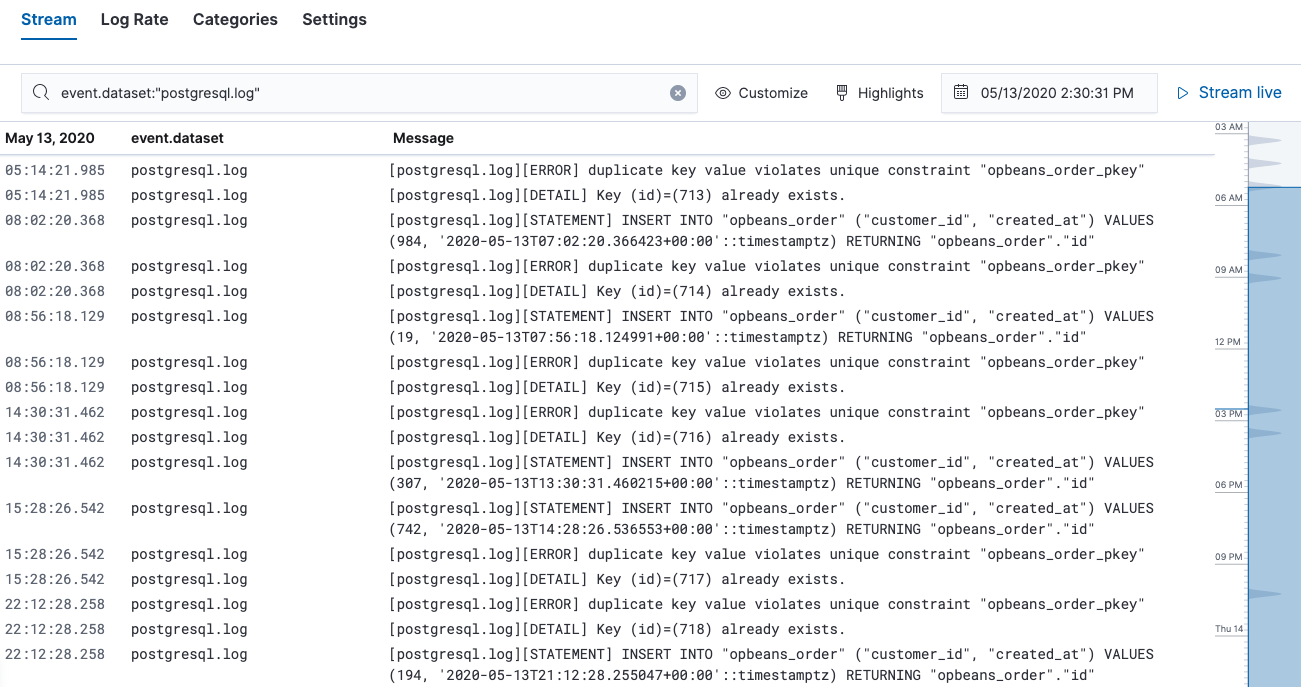 Stream Log Rate Categories Settings
event.dataset:"postgresql.log" Customize Highlights 05/13/2020 2:30:31 PM Stream live
May 13, 2020 event.dataset Message
05:14:21.985 postgresql.log [postgresql.log][ERROR] duplicate key value violates unique constraint "opbeans_order_pkey"
05:14:21.985 postgresql.log [postgresql.log][DETAIL] Key (id)=(713) already exists.
08:02:20.368 postgresql.log [postgresql.log][STATEMENT] INSERT INTO "opbeans_order" ("customer_id", "created_at") VALUES
(984, '2020-05-13T07:02:20.366423+00:00'::timestamptz) RETURNING "opbeans_order"."id"
08:02:20.368 postgresql.log [postgresql.log][ERROR] duplicate key value violates unique constraint "opbeans_order_pkey"
08:02:20.368 postgresql.log [postgresql.log][DETAIL] Key (id)=(714) already exists.
08:56:18.129 postgresql.log [postgresql.log][STATEMENT] INSERT INTO "opbeans_order" ("customer_id", "created_at") VALUES
(19, '2020-05-13T07:56:18.124991+00:00'::timestamptz) RETURNING "opbeans_order"."id"
08:56:18.129 postgresql.log [postgresql.log][ERROR] duplicate key value violates unique constraint "opbeans_order_pkey"
08:56:18.129 postgresql.log [postgresql.log][DETAIL] Key (id)=(715) already exists.
14:30:31.462 postgresql.log [postgresql.log][ERROR] duplicate key value violates unique constraint "opbeans_order_pkey"
14:30:31.462 postgresql.log [postgresql.log][DETAIL] Key (id)=(716) already exists.
14:30:31.462 postgresql.log [postgresql.log][STATEMENT] INSERT INTO "opbeans_order" ("customer_id", "created_at") VALUES
(307, '2020-05-13T13:30:31.460215+00:00'::timestamptz) RETURNING "opbeans_order"."id"
15:28:26.542 postgresql.log [postgresql.log][STATEMENT] INSERT INTO "opbeans_order" ("customer_id", "created_at") VALUES
(742, '2020-05-13T14:28:26.536553+00:00'::timestamptz) RETURNING "opbeans_order"."id"
15:28:26.542 postgresql.log [postgresql.log][ERROR] duplicate key value violates unique constraint "opbeans_order_pkey"
15:28:26.542 postgresql.log [postgresql.log][DETAIL] Key (id)=(717) already exists.
22:12:28.258 postgresql.log [postgresql.log][ERROR] duplicate key value violates unique constraint "opbeans_order_pkey"
22:12:28.258 postgresql.log [postgresql.log][DETAIL] Key (id)=(718) already exists.
22:12:28.258 postgresql.log [postgresql.log][STATEMENT] INSERT INTO "opbeans_order" ("customer_id", "created_at") VALUES
(194, '2020-05-13T21:12:28.255047+00:00'::timestamptz) RETURNING "opbeans_order"."id"
03 AM
06 AM
09 AM
12 PM
03 PM
06 PM
09 PM
Thu 14